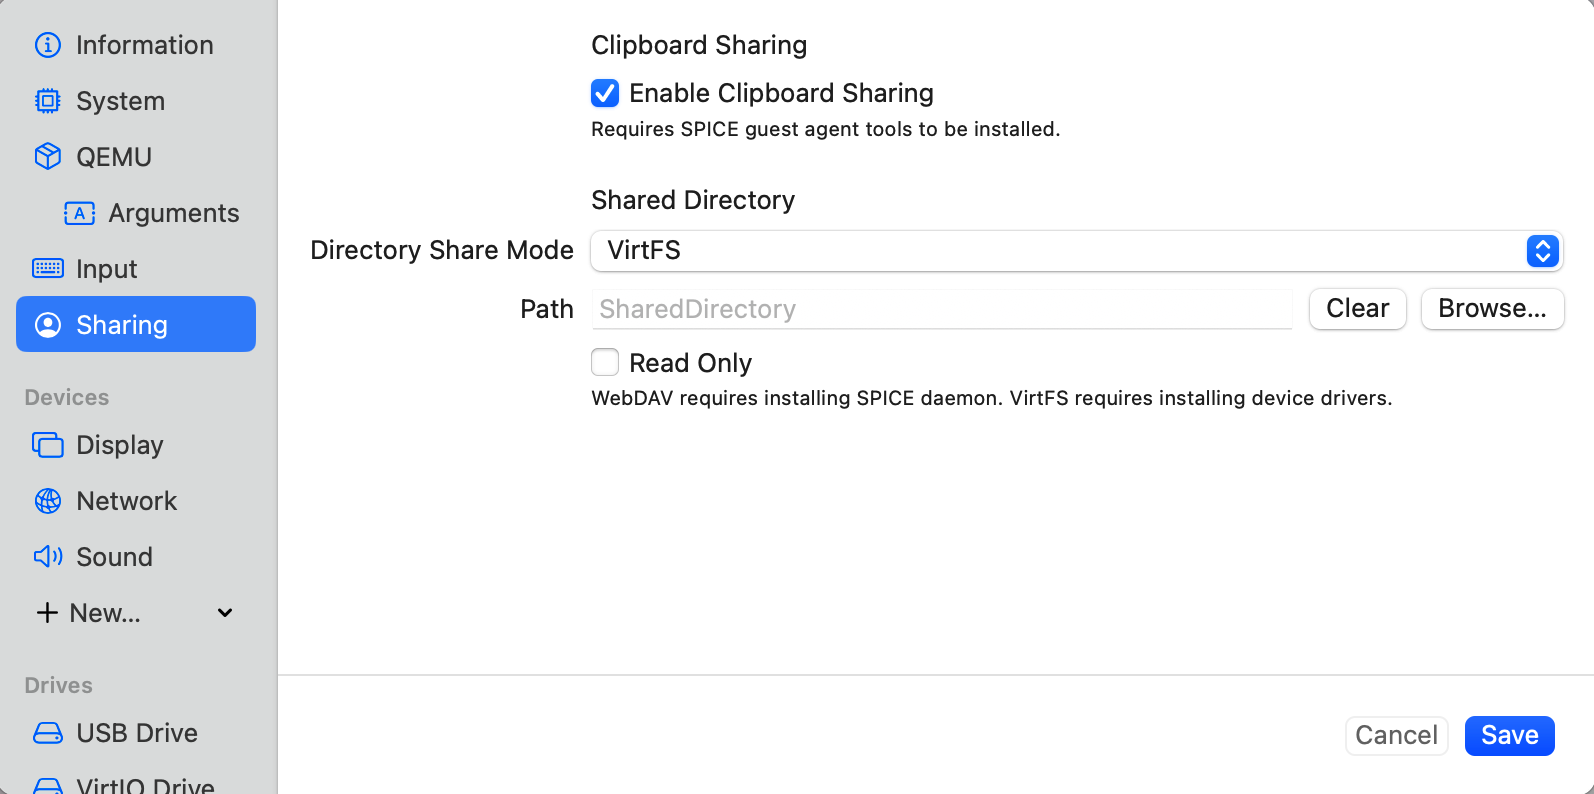 Information
System
QEMU
Arguments
Input
Sharing
Devices
Display
Network
Sound
New...
Drives
USB Drive
VirtIO Drive
Clipboard Sharing
Enable Clipboard Sharing
Requires SPICE guest agent tools to be installed.
Shared Directory
Directory Share Mode VirtFS
Path SharedDirectory Clear Browse...
Read Only
WebDAV requires installing SPICE daemon. VirtFS requires installing device drivers.
Cancel Save